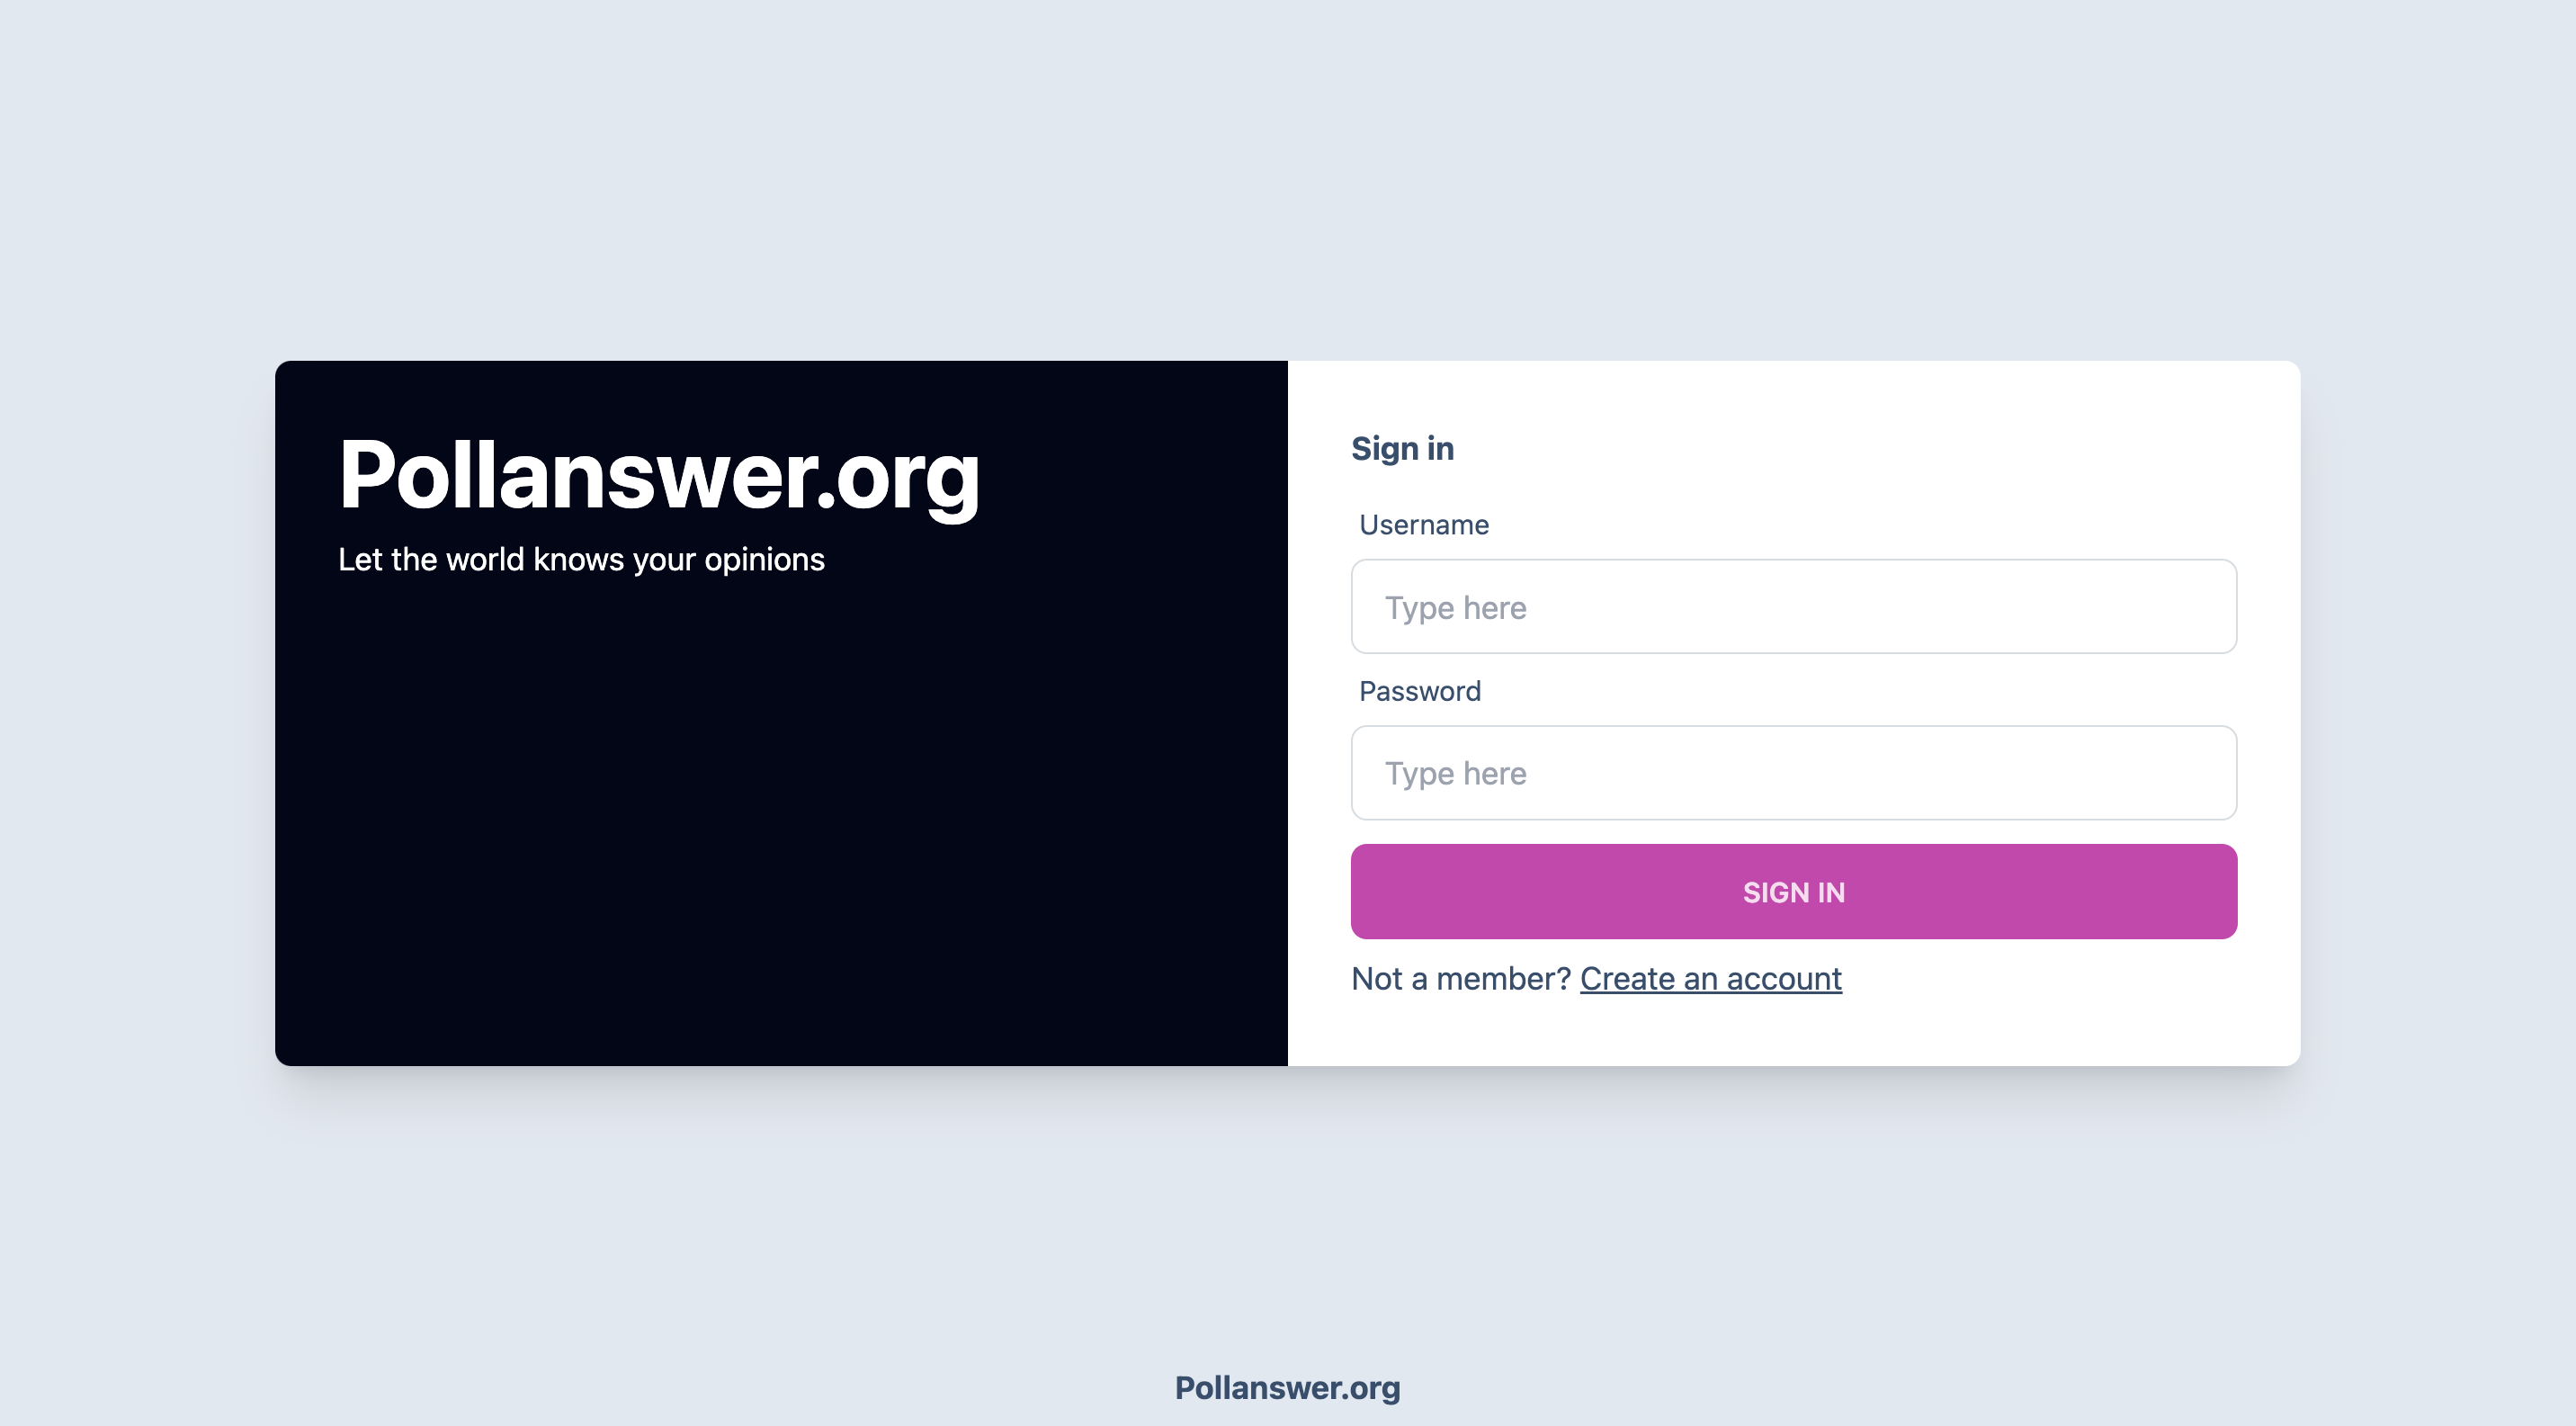 Pollanswer.org
Let the world knows your opinions
Sign in
Username
Type here
Password
Type here
SIGN IN
Not a member? Create an account
Pollanswer.org